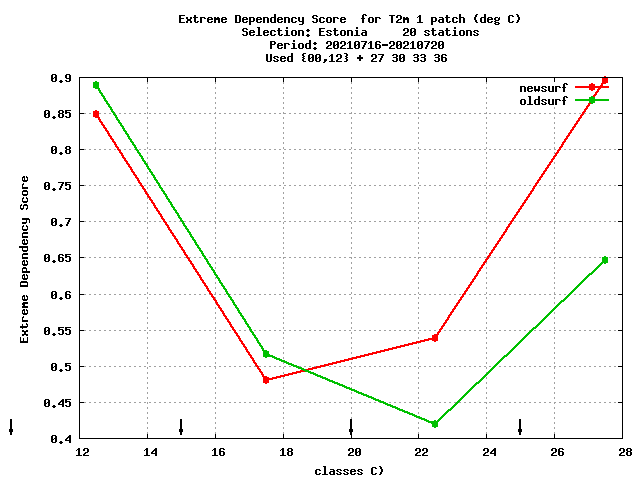 Extreme Dependency Score  for T2m 1 patch (deg C)
Selection: Estonia     20 stations
Period: 20210716-20210720
Used {00,12} + 27 30 33 36
newsurf
oldsurf
Extreme Dependency Score
0.9
0.85
0.8
0.75
0.7
0.65
0.6
0.55
0.5
0.45
0.4
12 14 16 18 20 22 24 26 28
classes C)